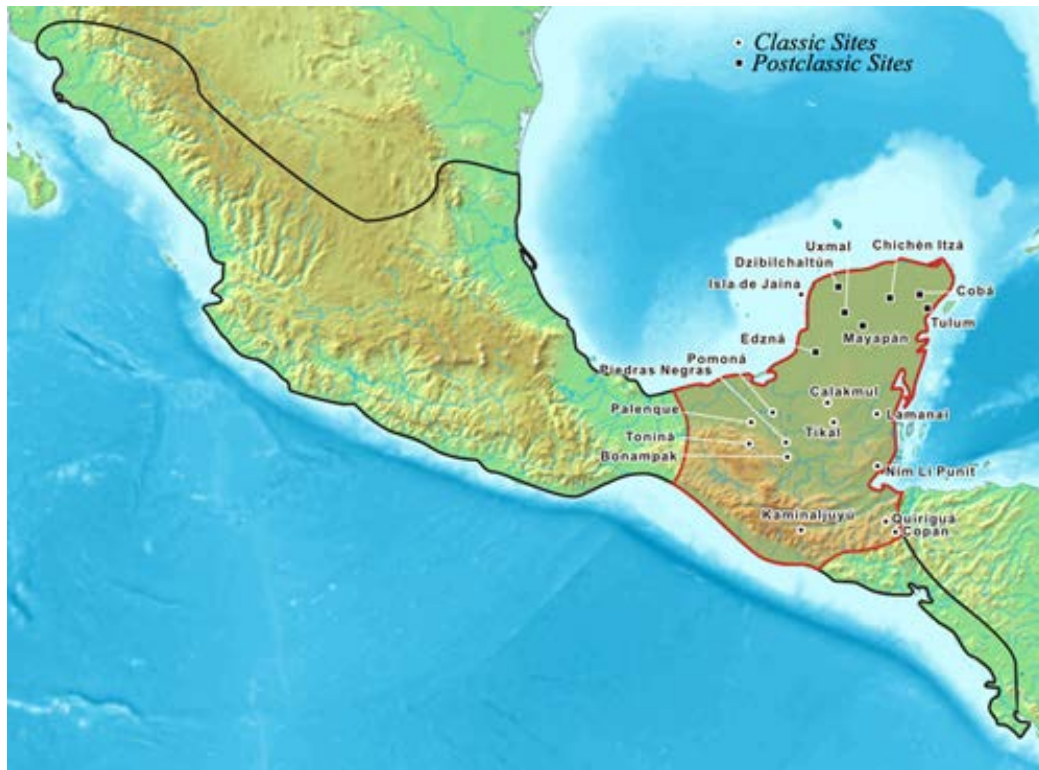 Classic Sites
Postclassic Sites
Uxmal
Chichén Itzá
Dzibilchaltún
Isla de Jaina
Cobá
Tulum
Mayapán
Edzná
Pomoná
Piedras Negras
Calakmul
Palenque
Lamanai
Toniná
Tikal
Bonampak
Nim Li Punit
Kaminaljuyú
Quiriguá
Copán